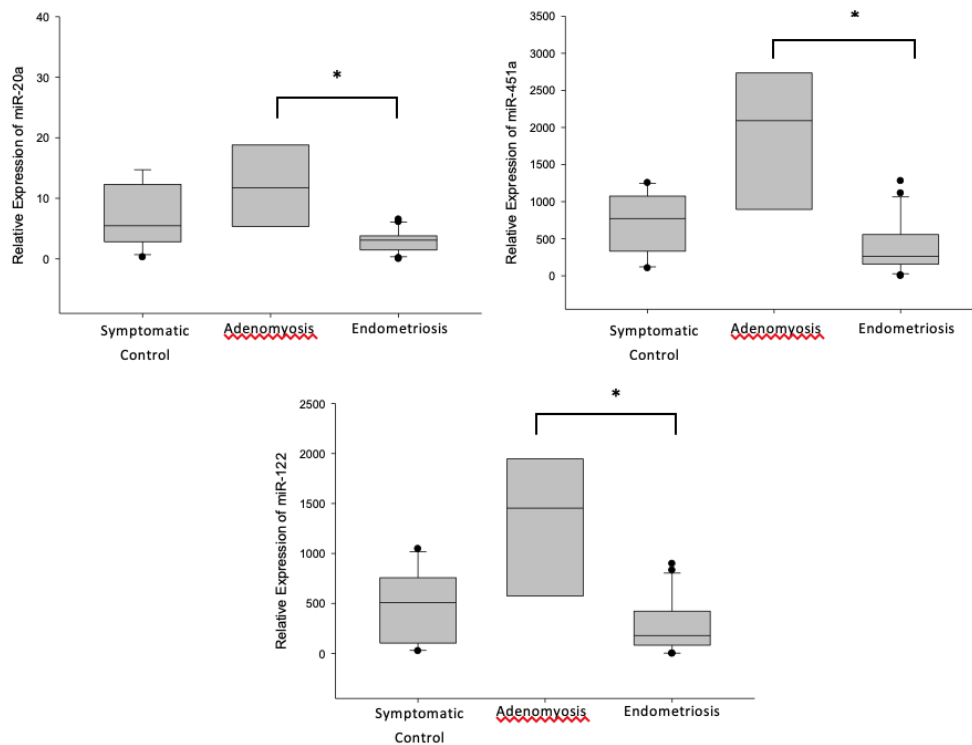 Relative Expression of miR-20a
40
30
20
10
0
*
Symptomatic Control
Adenomyosis
Endometriosis
Relative Expression of miR-451a
3500
3000
2500
2000
1500
1000
500
0
*
Symptomatic Control
Adenomyosis
Endometriosis
Relative Expression of miR-122
2500
2000
1500
1000
500
0
*
Symptomatic Control
Adenomyosis
Endometriosis